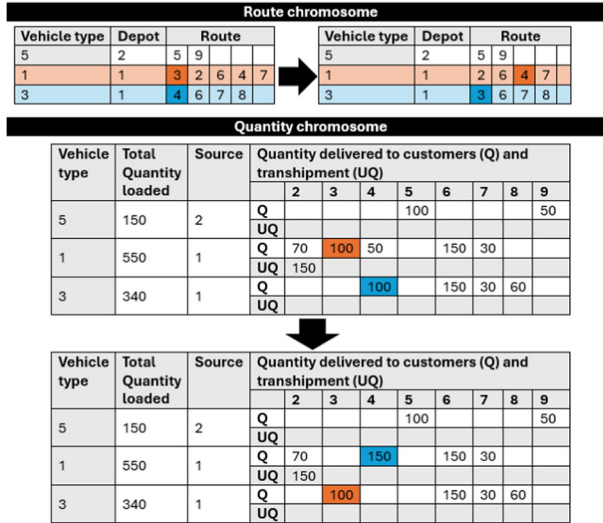 Route chromosome
Vehicle type Depot Route Vehicle type Depot Route
5 2 5 9 5 2 5 9
1 1 3 2 6 4 7 1 1 2 6 4 7
3 1 4 6 7 8 3 1 3 6 7 8
Quantity chromosome
Vehicle type Total Quantity loaded Source Quantity delivered to customers (Q) and transhipment (UQ)
2 3 4 5 6 7 8 9
5 150 2 Q 100 50
UQ
1 550 1 Q 70 100 50 150 30
UQ 150
3 340 1 Q 100 150 30 60
UQ
Vehicle type Total Quantity loaded Source Quantity delivered to customers (Q) and transhipment (UQ)
2 3 4 5 6 7 8 9
5 150 2 Q 100 50
UQ
1 550 1 Q 70 150 150 30
UQ 150
3 340 1 Q 100 150 30 60
UQ